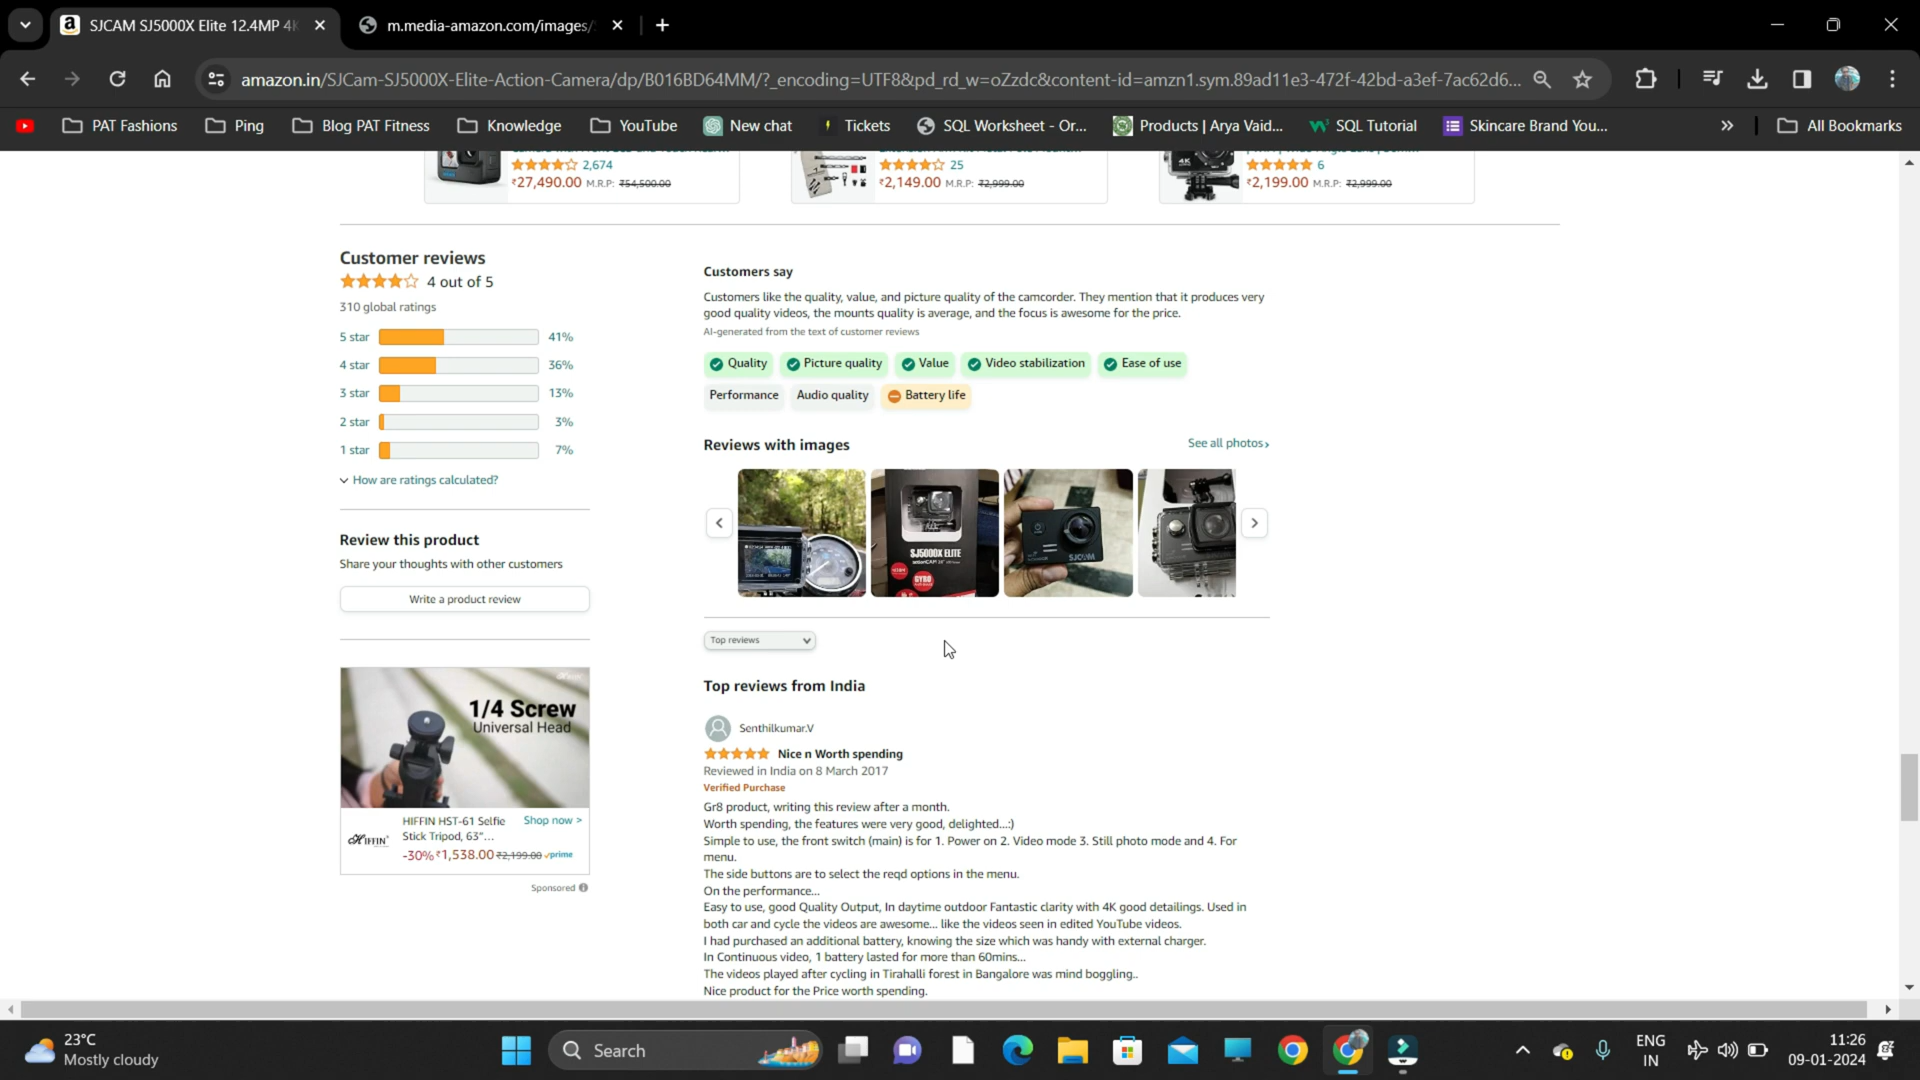 SJCAM SJ5000X Elite 12.4MP 4K
m.media-amazon.com/images/
amazon.in/SJCam-SJ5000X-Elite-Action-Camera/dp/B016BD64MM/?_encoding=UTF8&pd_rd_w=oZzdc&content-id=amzn1.sym.89ad11e3-472f-42bd-a3ef-7ac62d6...
PAT Fashions
Ping
Blog PAT Fitness
Knowledge
YouTube
New chat
Tickets
SQL Worksheet - Or...
Products | Arya Vaid...
SQL Tutorial
Skincare Brand You...
All Bookmarks
2,674
₹27,490.00 M.R.P: ₹54,500.00
25
₹2,149.00 M.R.P: ₹2,999.00
6
₹2,199.00 M.R.P: ₹2,999.00
Customer reviews
4 out of 5
310 global ratings
5 star 41%
4 star 36%
3 star 13%
2 star 3%
1 star 7%
How are ratings calculated?
Review this product
Share your thoughts with other customers
Write a product review
1/4 Screw
Universal Head
HIFFIN
HIFFIN HST-61 Selfie
Stick Tripod, 63"...
Shop now >
-30% ₹1,538.00 ₹2,199.00 prime
Sponsored
Customers say
Customers like the quality, value, and picture quality of the camcorder. They mention that it produces very
good quality videos, the mounts quality is average, and the focus is awesome for the price.
AI-generated from the text of customer reviews
Quality
Picture quality
Value
Video stabilization
Ease of use
Performance
Audio quality
Battery life
Reviews with images
See all photos›
SJ5000X ELITE
GYRO
SJCAM
Top reviews
Top reviews from India
Senthilkumar.V
Nice n Worth spending
Reviewed in India on 8 March 2017
Verified Purchase
Gr8 product, writing this review after a month.
Worth spending, the features were very good, delighted...:)
Simple to use, the front switch (main) is for 1. Power on 2. Video mode 3. Still photo mode and 4. For
menu.
The side buttons are to select the reqd options in the menu.
On the performance...
Easy to use, good Quality Output, In daytime outdoor Fantastic clarity with 4K good detailings. Used in
both car and cycle the videos are awesome... like the videos seen in edited YouTube videos.
I had purchased an additional battery, knowing the size which was handy with external charger.
In Continuous video, 1 battery lasted for more than 60mins...
The videos played after cycling in Tirahalli forest in Bangalore was mind boggling..
Nice product for the Price worth spending.
23°C
Mostly cloudy
Search
ENG
IN
11:26
09-01-2024